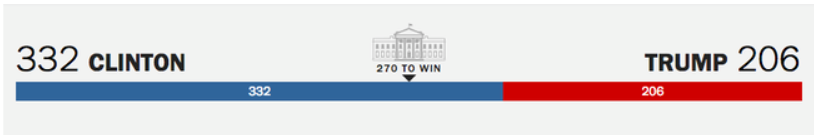 332 CLINTON
270 TO WIN
TRUMP 206
332
206